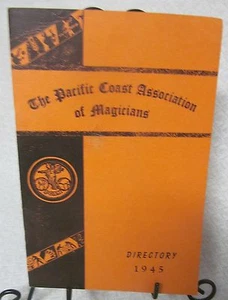 The Pacific Coast Association
of Magicians
DIRECTORY
1945